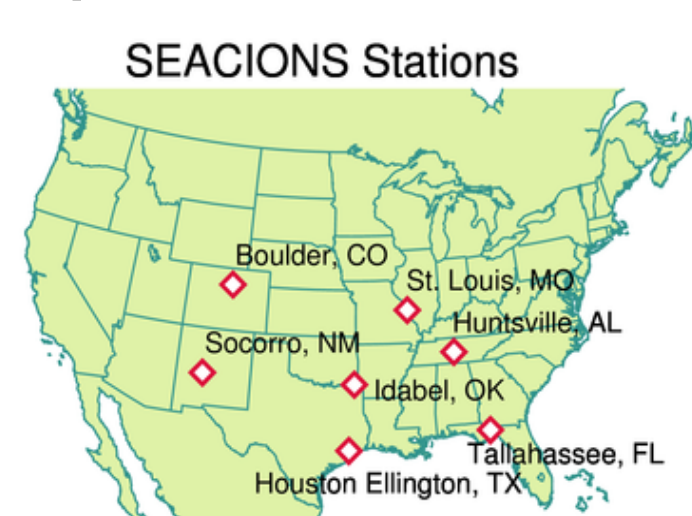 SEACIONS Stations
Boulder, CO
St. Louis, MO
Huntsville, AL
Socorro, NM
Idabel, OK
Tallahassee, FL
Houston Ellington, TX